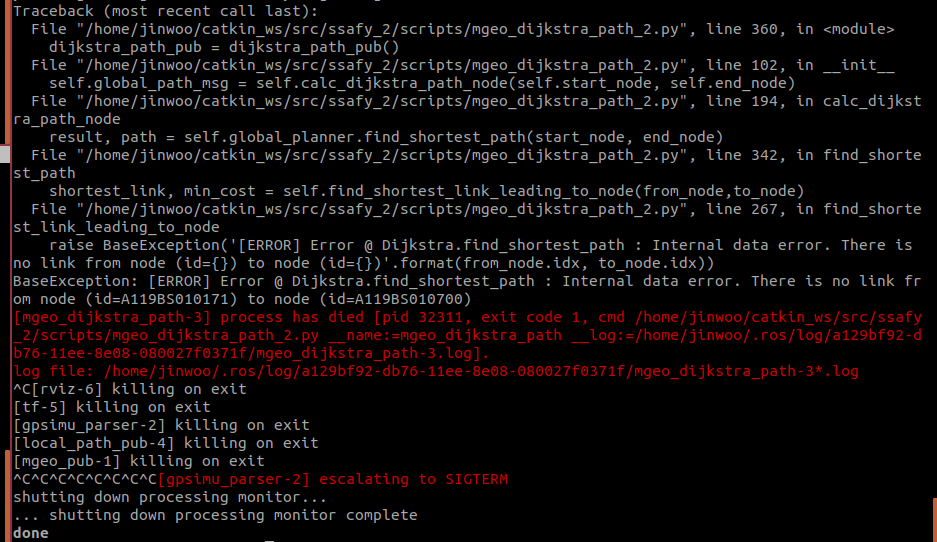 Traceback (most recent call last):
  File "/home/jinwoo/catkin_ws/src/ssafy_2/scripts/mgeo_dijkstra_path_2.py", line 360, in <module>
    dijkstra_path_pub = dijkstra_path_pub()
  File "/home/jinwoo/catkin_ws/src/ssafy_2/scripts/mgeo_dijkstra_path_2.py", line 102, in __init__
    self.global_path_msg = self.calc_dijkstra_path_node(self.start_node, self.end_node)
  File "/home/jinwoo/catkin_ws/src/ssafy_2/scripts/mgeo_dijkstra_path_2.py", line 194, in calc_dijkst
ra_path_node
    result, path = self.global_planner.find_shortest_path(start_node, end_node)
  File "/home/jinwoo/catkin_ws/src/ssafy_2/scripts/mgeo_dijkstra_path_2.py", line 342, in find_shorte
st_path
    shortest_link, min_cost = self.find_shortest_link_leading_to_node(from_node,to_node)
  File "/home/jinwoo/catkin_ws/src/ssafy_2/scripts/mgeo_dijkstra_path_2.py", line 267, in find_shorte
st_link_leading_to_node
    raise BaseException('[ERROR] Error @ Dijkstra.find_shortest_path : Internal data error. There is
no link from node (id={}) to node (id={})'.format(from_node.idx, to_node.idx))
BaseException: [ERROR] Error @ Dijkstra.find_shortest_path : Internal data error. There is no link fr
om node (id=A119BS010171) to node (id=A119BS010700)
[mgeo_dijkstra_path-3] process has died [pid 32311, exit code 1, cmd /home/jinwoo/catkin_ws/src/ssafy
_2/scripts/mgeo_dijkstra_path_2.py __name:=mgeo_dijkstra_path __log:=/home/jinwoo/.ros/log/a129bf92-d
b76-11ee-8e08-080027f0371f/mgeo_dijkstra_path-3.log].
log file: /home/jinwoo/.ros/log/a129bf92-db76-11ee-8e08-080027f0371f/mgeo_dijkstra_path-3*.log
^C[rviz-6] killing on exit
[tf-5] killing on exit
[gpsimu_parser-2] killing on exit
[local_path_pub-4] killing on exit
[mgeo_pub-1] killing on exit
^C^C^C^C^C^C^C^C[gpsimu_parser-2] escalating to SIGTERM
shutting down processing monitor...
... shutting down processing monitor complete
done